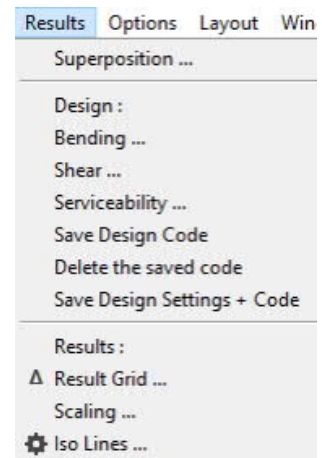 Results Options Layout
Superposition ...
Design :
Bending ...
Shear ...
Serviceability ...
Save Design Code
Delete the saved code
Save Design Settings + Code
Results :
Δ Result Grid ...
Scaling ...
Iso Lines ...